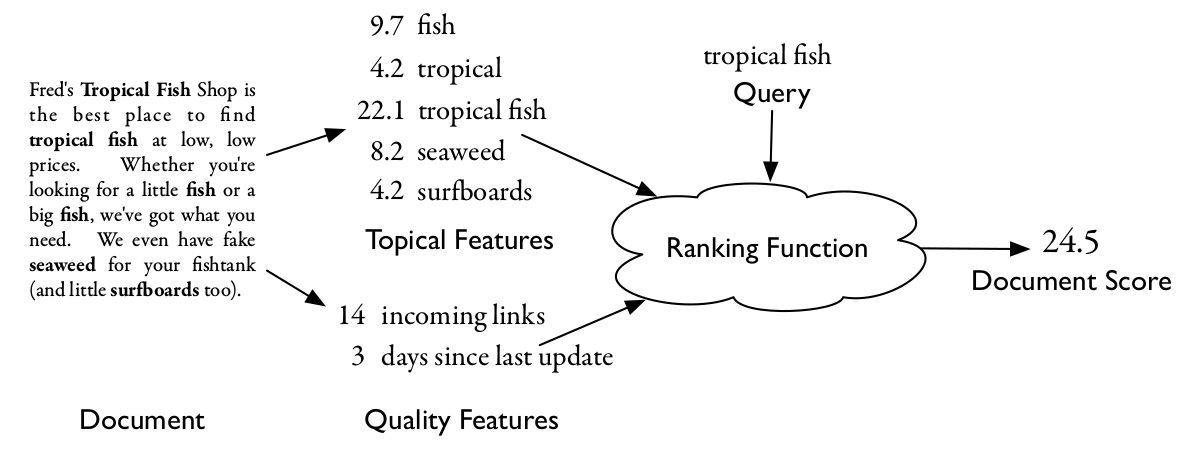 Fred's Tropical Fish Shop is
the best place to find
tropical fish at low, low
prices. Whether you're
looking for a little fish or a
big fish, we've got what you
need. We even have fake
seaweed for your fishtank
(and little surfboards too).
Document
9.7 fish
4.2 tropical
22.1 tropical fish
8.2 seaweed
4.2 surfboards
Topical Features
14 incoming links
3 days since last update
Quality Features
tropical fish
Query
Ranking Function
24.5
Document Score